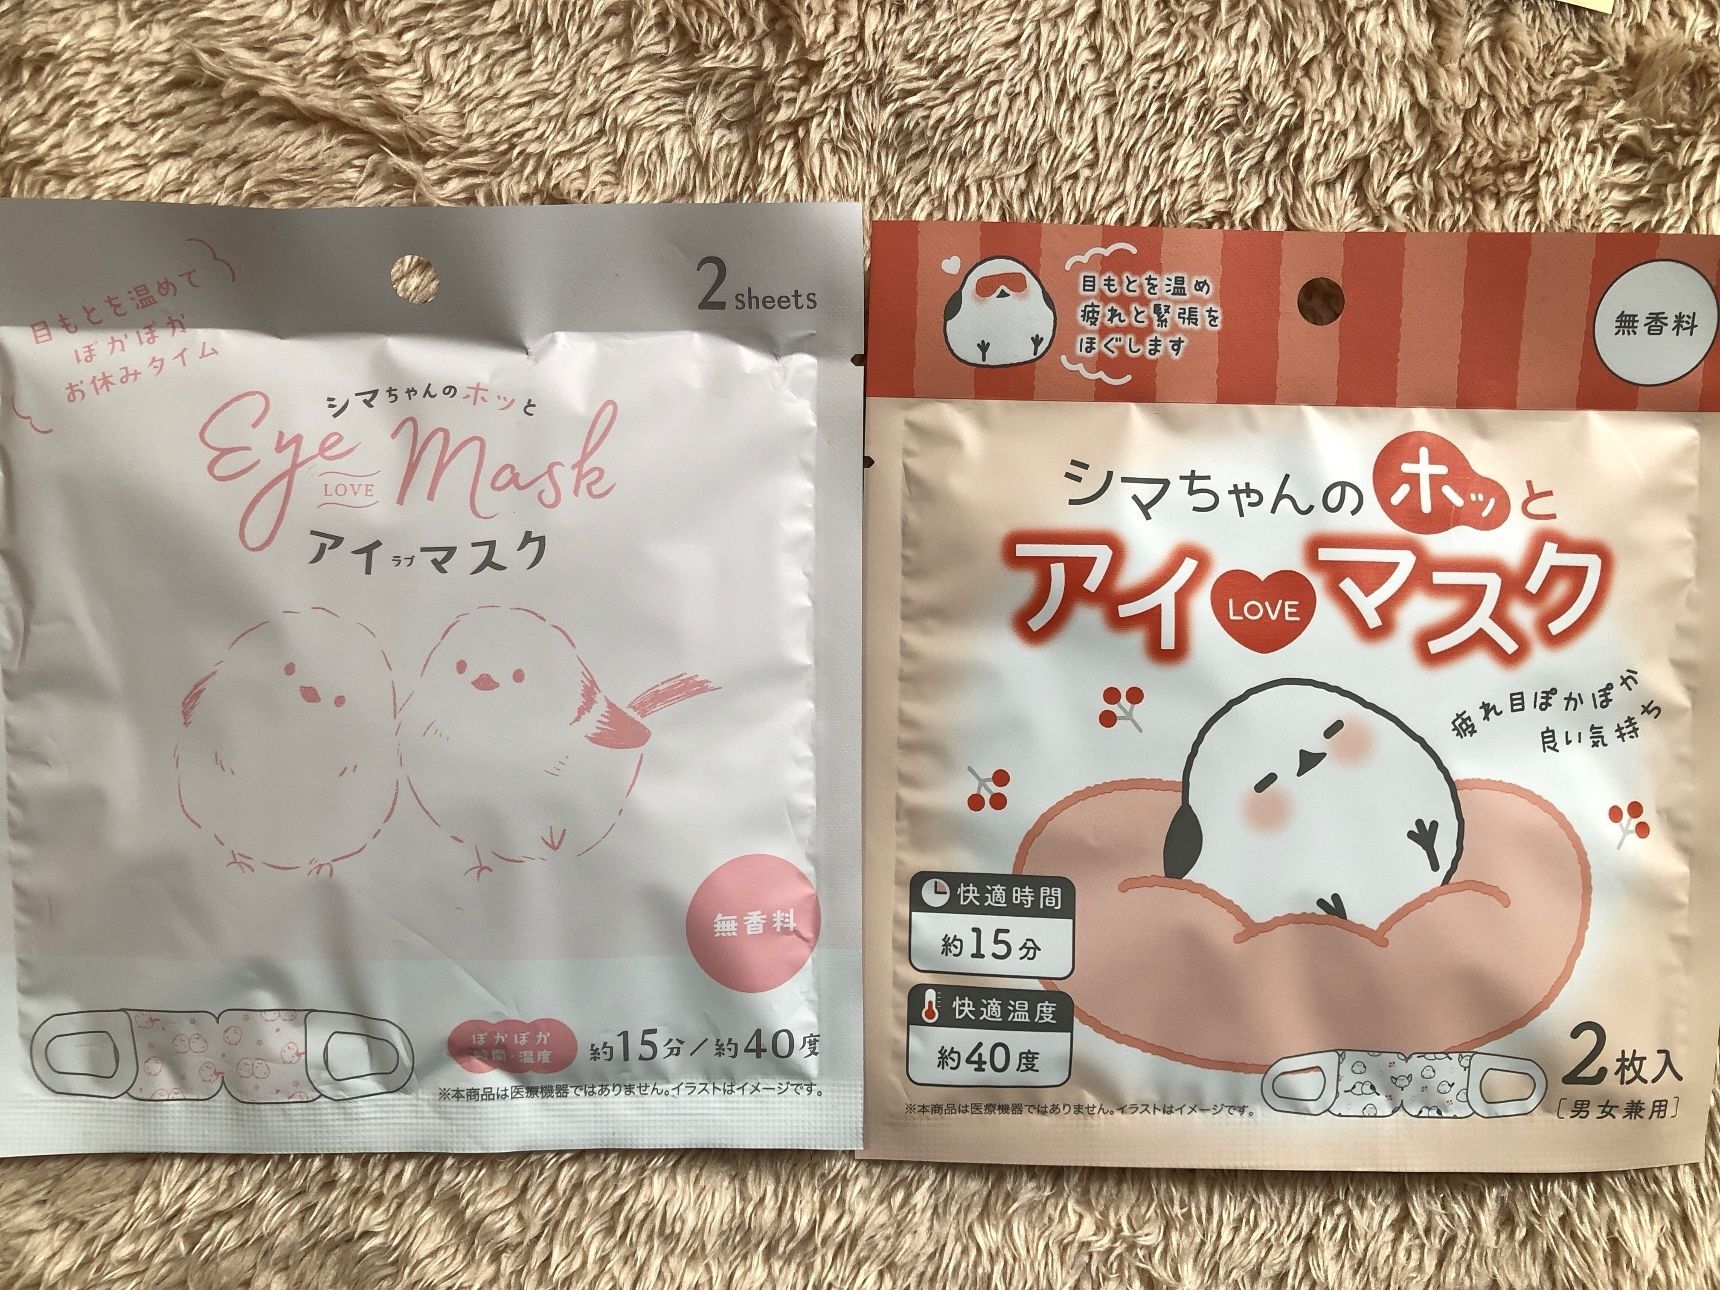 目もとを温めて
ぽかぽか
お休みタイム
2 sheets
シマちゃんのホッと
Eye Mask
LOVE
アイラブマスク
無香料
ぽかぽか
時間・温度
約15分/約40度
※本商品は医療機器ではありません。イラストはイメージです。
目もとを温め
疲れと緊張を
ほぐします
無香料
シマちゃんのホッと
アイLOVEマスク
疲れ目ぽかぽか
良い気持ち
快適時間
約15分
快適温度
約40度
2枚入
[男女兼用]
※本商品は医療機器ではありません。イラストはイメージです。